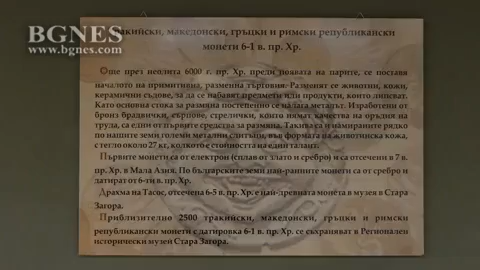 BGNES
www.bgnes.com
тракийски, македонски, гръцки и римски републикански
монети 6-1 в. пр. Хр.
Още през неолита 6000 г. пр. Хр. преди появата на парите, се поставя
началото на примитивна, разменна търговия. Разменят се животни, кожи,
керамични съдове, за да се набавят предмети или продукти, които липсват.
Като основна стока за размяна постепенно се налага металът. Изработени от
бронз брадвички, сърпове, стрелички, които нямат качества на оръдия на
труда, са едни от първите средства за размяна. Такива са и намираните рядко
по нашите земи, големи метални слитъци, във формата на животинска кожа,
с тегло около 27 кг, колкото е стойността на един талант.
Първите монети са от електрон (сплав от злато и сребро) и са отсечени в 7 в.
пр. Хр. в Мала Азия. По българските земи най-ранните монети са от сребро и
датират от 6-ти в. пр. Хр.
Драхма на Тасос, отсечена 6-5 в. пр. Хр. е най-древната монета в музея в Стара
Загора.
Приблизително 2500 тракийски, македонски, гръцки и римски
републикански монети с датировка 6-1 в. пр. Хр. се съхраняват в Регионален
исторически музей Стара Загора.